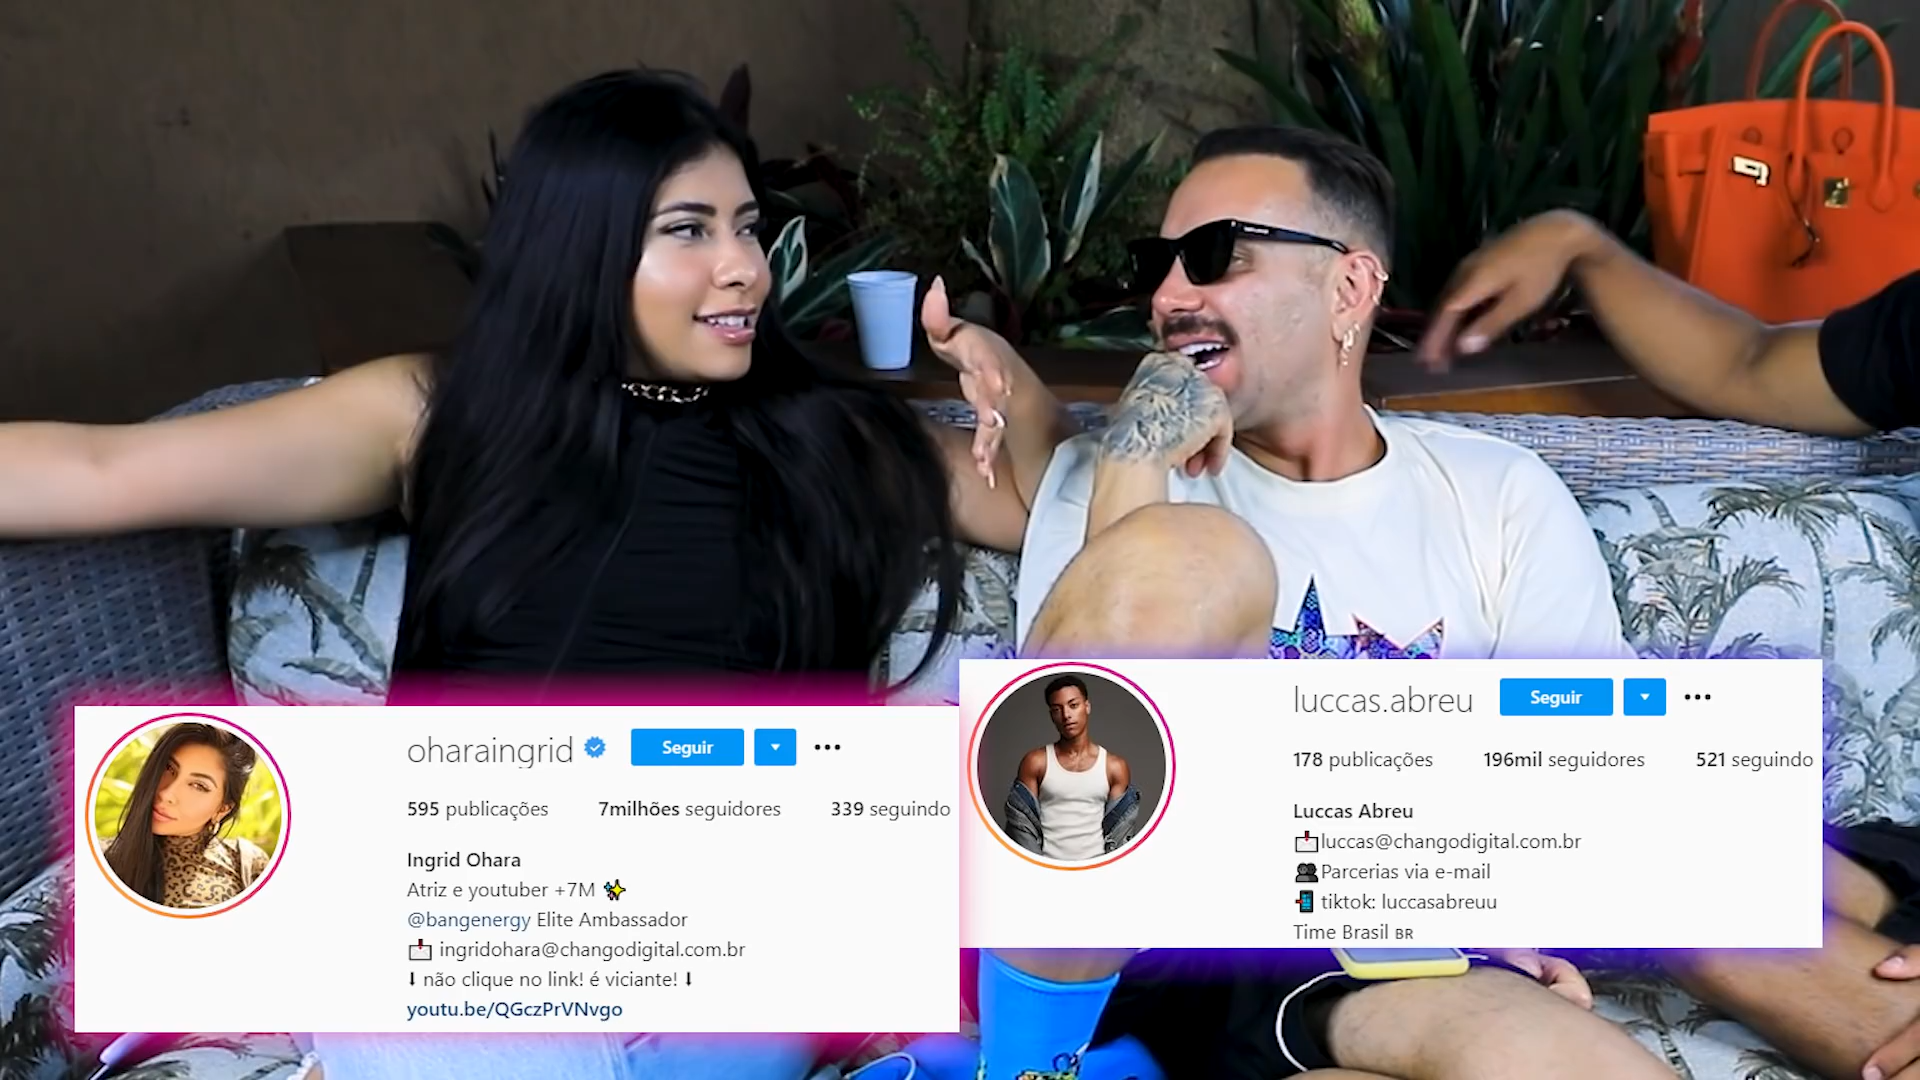 oharaingrid
Seguir
595 publicações 7milhões seguidores 339 seguindo
Ingrid Ohara
Atriz e youtuber +7M ✨
@bangenergy Elite Ambassador
📩 ingridohara@changodigital.com.br
⬇ não clique no link! é viciante! ⬇
youtu.be/QGczPrVNvgo
luccas.abreu
Seguir
178 publicações 196mil seguidores 521 seguindo
Luccas Abreu
📩luccas@changodigital.com.br
👥Parcerias via e-mail
📲 tiktok: luccasabreuu
Time Brasil BR